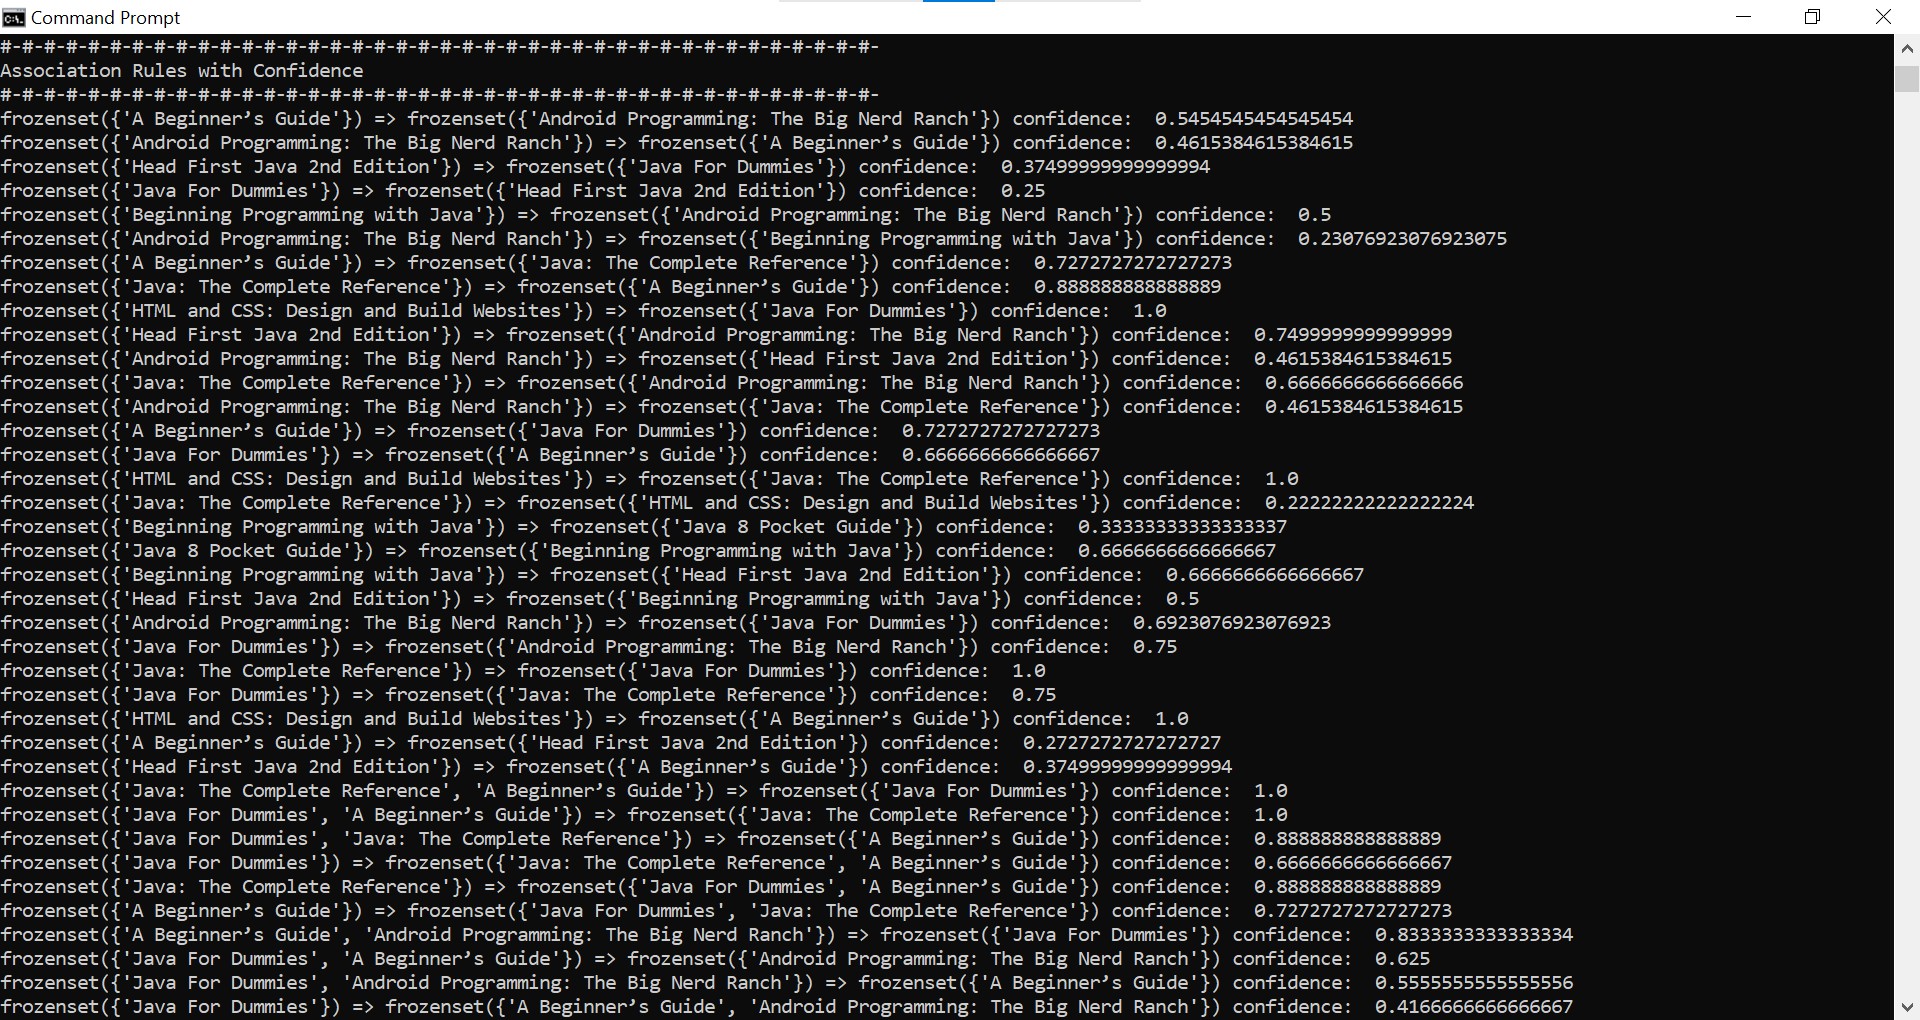 Command Prompt
#-#-#-#-#-#-#-#-#-#-#-#-#-#-#-#-#-#-#-#-#-#-#-#-#-#-#-#-#-#-#-#-#-#-#-#-#-#-#-#-
Association Rules with Confidence
#-#-#-#-#-#-#-#-#-#-#-#-#-#-#-#-#-#-#-#-#-#-#-#-#-#-#-#-#-#-#-#-#-#-#-#-#-#-#-#-
frozenset({'A Beginner’s Guide'}) => frozenset({'Android Programming: The Big Nerd Ranch'}) confidence:  0.5454545454545454
frozenset({'Android Programming: The Big Nerd Ranch'}) => frozenset({'A Beginner’s Guide'}) confidence:  0.4615384615384615
frozenset({'Head First Java 2nd Edition'}) => frozenset({'Java For Dummies'}) confidence:  0.37499999999999994
frozenset({'Java For Dummies'}) => frozenset({'Head First Java 2nd Edition'}) confidence:  0.25
frozenset({'Beginning Programming with Java'}) => frozenset({'Android Programming: The Big Nerd Ranch'}) confidence:  0.5
frozenset({'Android Programming: The Big Nerd Ranch'}) => frozenset({'Beginning Programming with Java'}) confidence:  0.23076923076923075
frozenset({'A Beginner’s Guide'}) => frozenset({'Java: The Complete Reference'}) confidence:  0.7272727272727273
frozenset({'Java: The Complete Reference'}) => frozenset({'A Beginner’s Guide'}) confidence:  0.888888888888889
frozenset({'HTML and CSS: Design and Build Websites'}) => frozenset({'Java For Dummies'}) confidence:  1.0
frozenset({'Head First Java 2nd Edition'}) => frozenset({'Android Programming: The Big Nerd Ranch'}) confidence:  0.7499999999999999
frozenset({'Android Programming: The Big Nerd Ranch'}) => frozenset({'Head First Java 2nd Edition'}) confidence:  0.4615384615384615
frozenset({'Java: The Complete Reference'}) => frozenset({'Android Programming: The Big Nerd Ranch'}) confidence:  0.6666666666666666
frozenset({'Android Programming: The Big Nerd Ranch'}) => frozenset({'Java: The Complete Reference'}) confidence:  0.4615384615384615
frozenset({'A Beginner’s Guide'}) => frozenset({'Java For Dummies'}) confidence:  0.7272727272727273
frozenset({'Java For Dummies'}) => frozenset({'A Beginner’s Guide'}) confidence:  0.6666666666666667
frozenset({'HTML and CSS: Design and Build Websites'}) => frozenset({'Java: The Complete Reference'}) confidence:  1.0
frozenset({'Java: The Complete Reference'}) => frozenset({'HTML and CSS: Design and Build Websites'}) confidence:  0.22222222222222224
frozenset({'Beginning Programming with Java'}) => frozenset({'Java 8 Pocket Guide'}) confidence:  0.33333333333333337
frozenset({'Java 8 Pocket Guide'}) => frozenset({'Beginning Programming with Java'}) confidence:  0.6666666666666667
frozenset({'Beginning Programming with Java'}) => frozenset({'Head First Java 2nd Edition'}) confidence:  0.6666666666666667
frozenset({'Head First Java 2nd Edition'}) => frozenset({'Beginning Programming with Java'}) confidence:  0.5
frozenset({'Android Programming: The Big Nerd Ranch'}) => frozenset({'Java For Dummies'}) confidence:  0.6923076923076923
frozenset({'Java For Dummies'}) => frozenset({'Android Programming: The Big Nerd Ranch'}) confidence:  0.75
frozenset({'Java: The Complete Reference'}) => frozenset({'Java For Dummies'}) confidence:  1.0
frozenset({'Java For Dummies'}) => frozenset({'Java: The Complete Reference'}) confidence:  0.75
frozenset({'HTML and CSS: Design and Build Websites'}) => frozenset({'A Beginner’s Guide'}) confidence:  1.0
frozenset({'A Beginner’s Guide'}) => frozenset({'Head First Java 2nd Edition'}) confidence:  0.2727272727272727
frozenset({'Head First Java 2nd Edition'}) => frozenset({'A Beginner’s Guide'}) confidence:  0.37499999999999994
frozenset({'Java: The Complete Reference', 'A Beginner’s Guide'}) => frozenset({'Java For Dummies'}) confidence:  1.0
frozenset({'Java For Dummies', 'A Beginner’s Guide'}) => frozenset({'Java: The Complete Reference'}) confidence:  1.0
frozenset({'Java For Dummies', 'Java: The Complete Reference'}) => frozenset({'A Beginner’s Guide'}) confidence:  0.888888888888889
frozenset({'Java For Dummies'}) => frozenset({'Java: The Complete Reference', 'A Beginner’s Guide'}) confidence:  0.6666666666666667
frozenset({'Java: The Complete Reference'}) => frozenset({'Java For Dummies', 'A Beginner’s Guide'}) confidence:  0.888888888888889
frozenset({'A Beginner’s Guide'}) => frozenset({'Java For Dummies', 'Java: The Complete Reference'}) confidence:  0.7272727272727273
frozenset({'A Beginner’s Guide', 'Android Programming: The Big Nerd Ranch'}) => frozenset({'Java For Dummies'}) confidence:  0.8333333333333334
frozenset({'Java For Dummies', 'A Beginner’s Guide'}) => frozenset({'Android Programming: The Big Nerd Ranch'}) confidence:  0.625
frozenset({'Java For Dummies', 'Android Programming: The Big Nerd Ranch'}) => frozenset({'A Beginner’s Guide'}) confidence:  0.5555555555555556
frozenset({'Java For Dummies'}) => frozenset({'A Beginner’s Guide', 'Android Programming: The Big Nerd Ranch'}) confidence:  0.4166666666666667